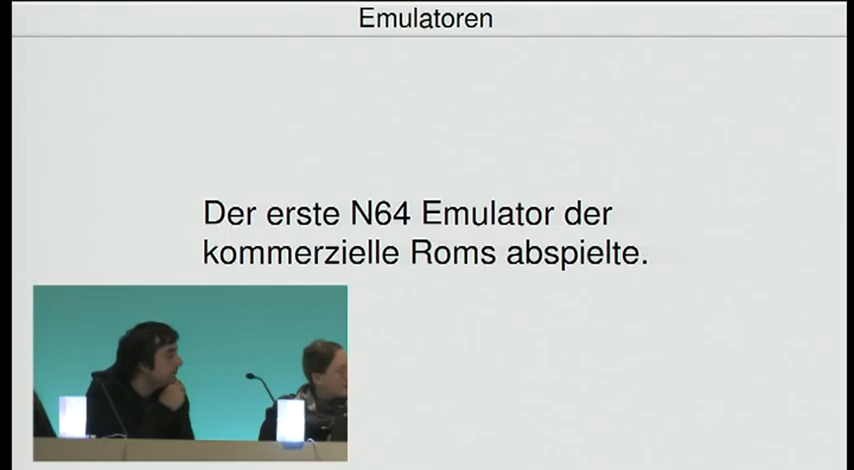 Emulatoren
Der erste N64 Emulator der
kommerzielle Roms abspielte.